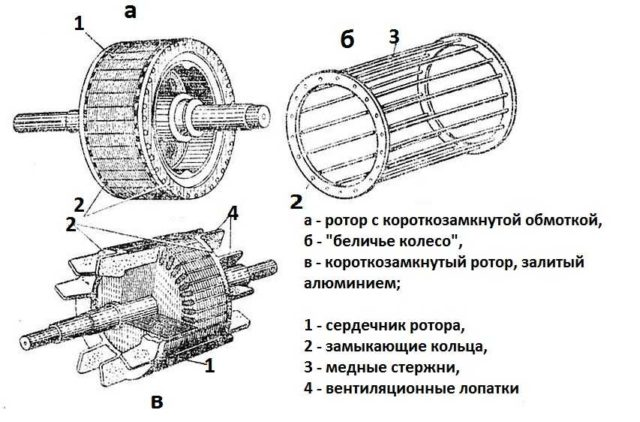 а
1
б
3
2
2
2
4
а - ротор с короткозамкнутой обмоткой,
б - "беличье колесо",
в - короткозамкнутый ротор, залитый
алюминием;
1 - сердечник ротора,
2 - замыкающие кольца,
3 - медные стержни,
4 - вентиляционные лопатки
1
в